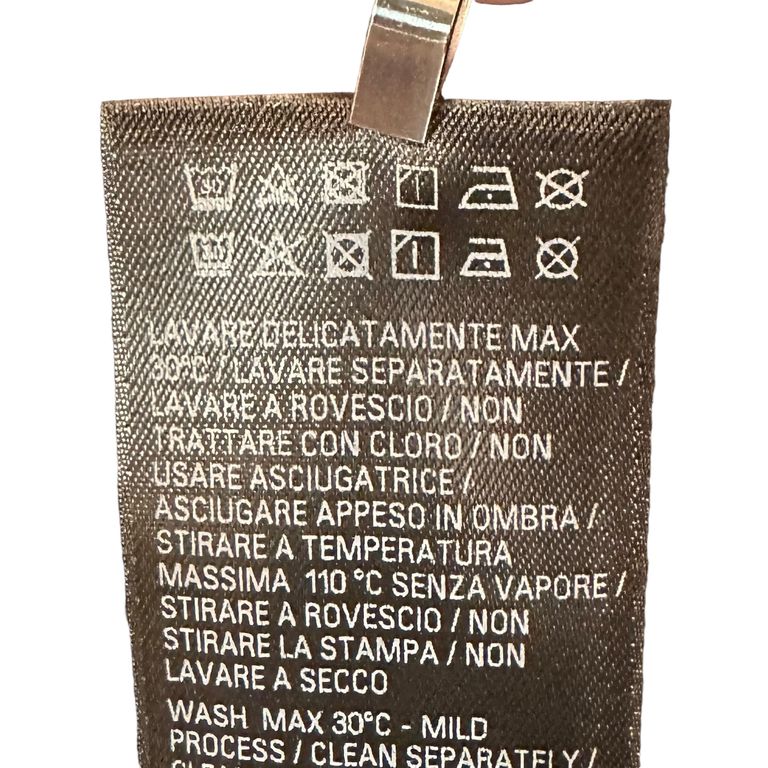 30
30
LAVARE DELICATAMENTE MAX
30°C / LAVARE SEPARATAMENTE /
LAVARE A ROVESCIO / NON
TRATTARE CON CLORO / NON
USARE ASCIUGATRICE /
ASCIUGARE APPESO IN OMBRA /
STIRARE A TEMPERATURA
MASSIMA 110 °C SENZA VAPORE /
STIRARE A ROVESCIO / NON
STIRARE LA STAMPA / NON
LAVARE A SECCO
WASH MAX 30°C - MILD
PROCESS / CLEAN SEPARATELY /